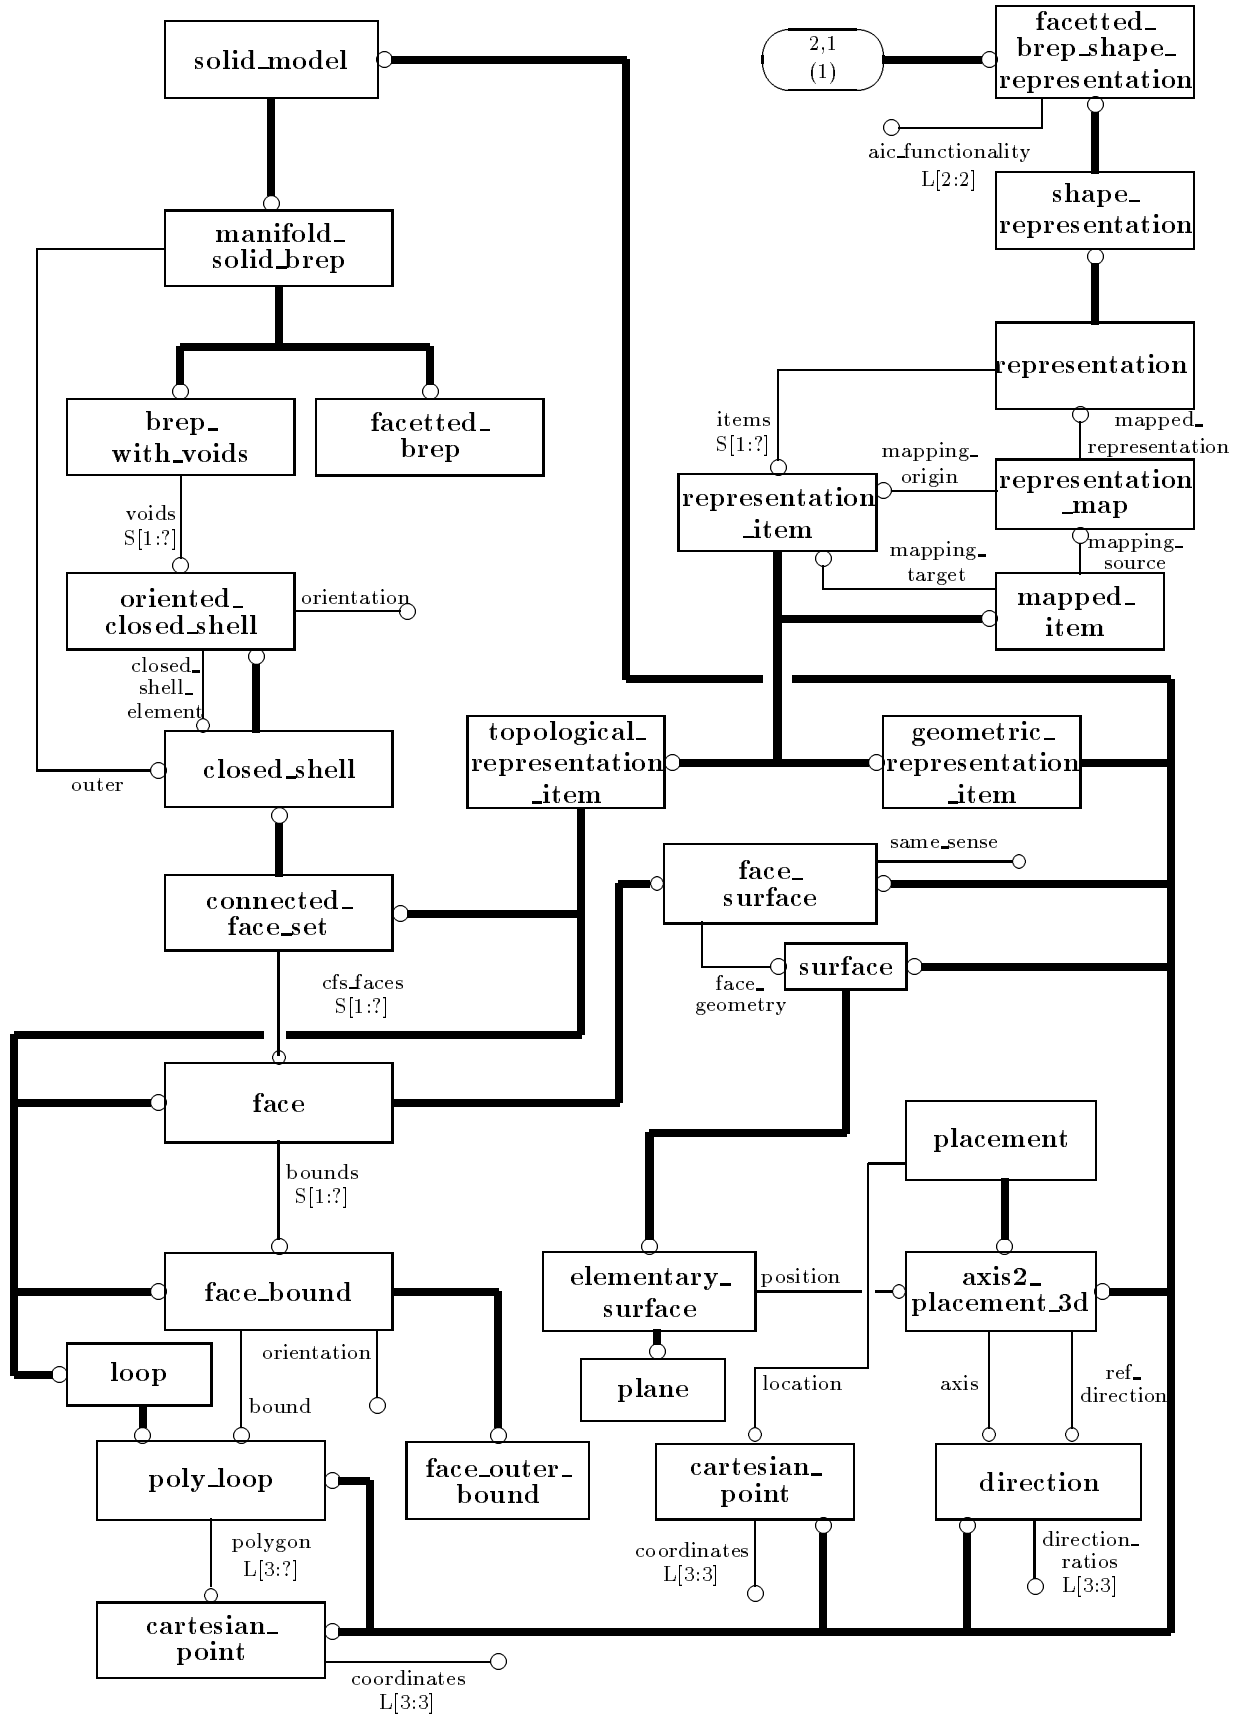 solid_model
2,1
(1)
facetted_
brep_shape_
representation
aic_functionality
L[2:2]
shape_
representation
manifold_
solid_brep
representation
brep_
with_voids
facetted_
brep
items
S[1:?]
mapped_
representation
mapping_
origin
representation
_item
representation
_map
voids
S[1:?]
mapping_
target
mapping_
source
oriented_
closed_shell
orientation
mapped_
item
closed_
shell_
element
closed_shell
outer
topological_
representation
_item
geometric_
representation
_item
same_sense
face_
surface
connected_
face_set
surface
face_
geometry
cfs_faces
S[1:?]
face
placement
bounds
S[1:?]
face_bound
elementary_
surface
position
axis2_
placement_3d
orientation
loop
plane
location
axis
ref_
direction
bound
poly_loop
face_outer_
bound
cartesian_
point
direction
polygon
L[3:?]
coordinates
L[3:3]
direction_
ratios
L[3:3]
cartesian_
point
coordinates
L[3:3]